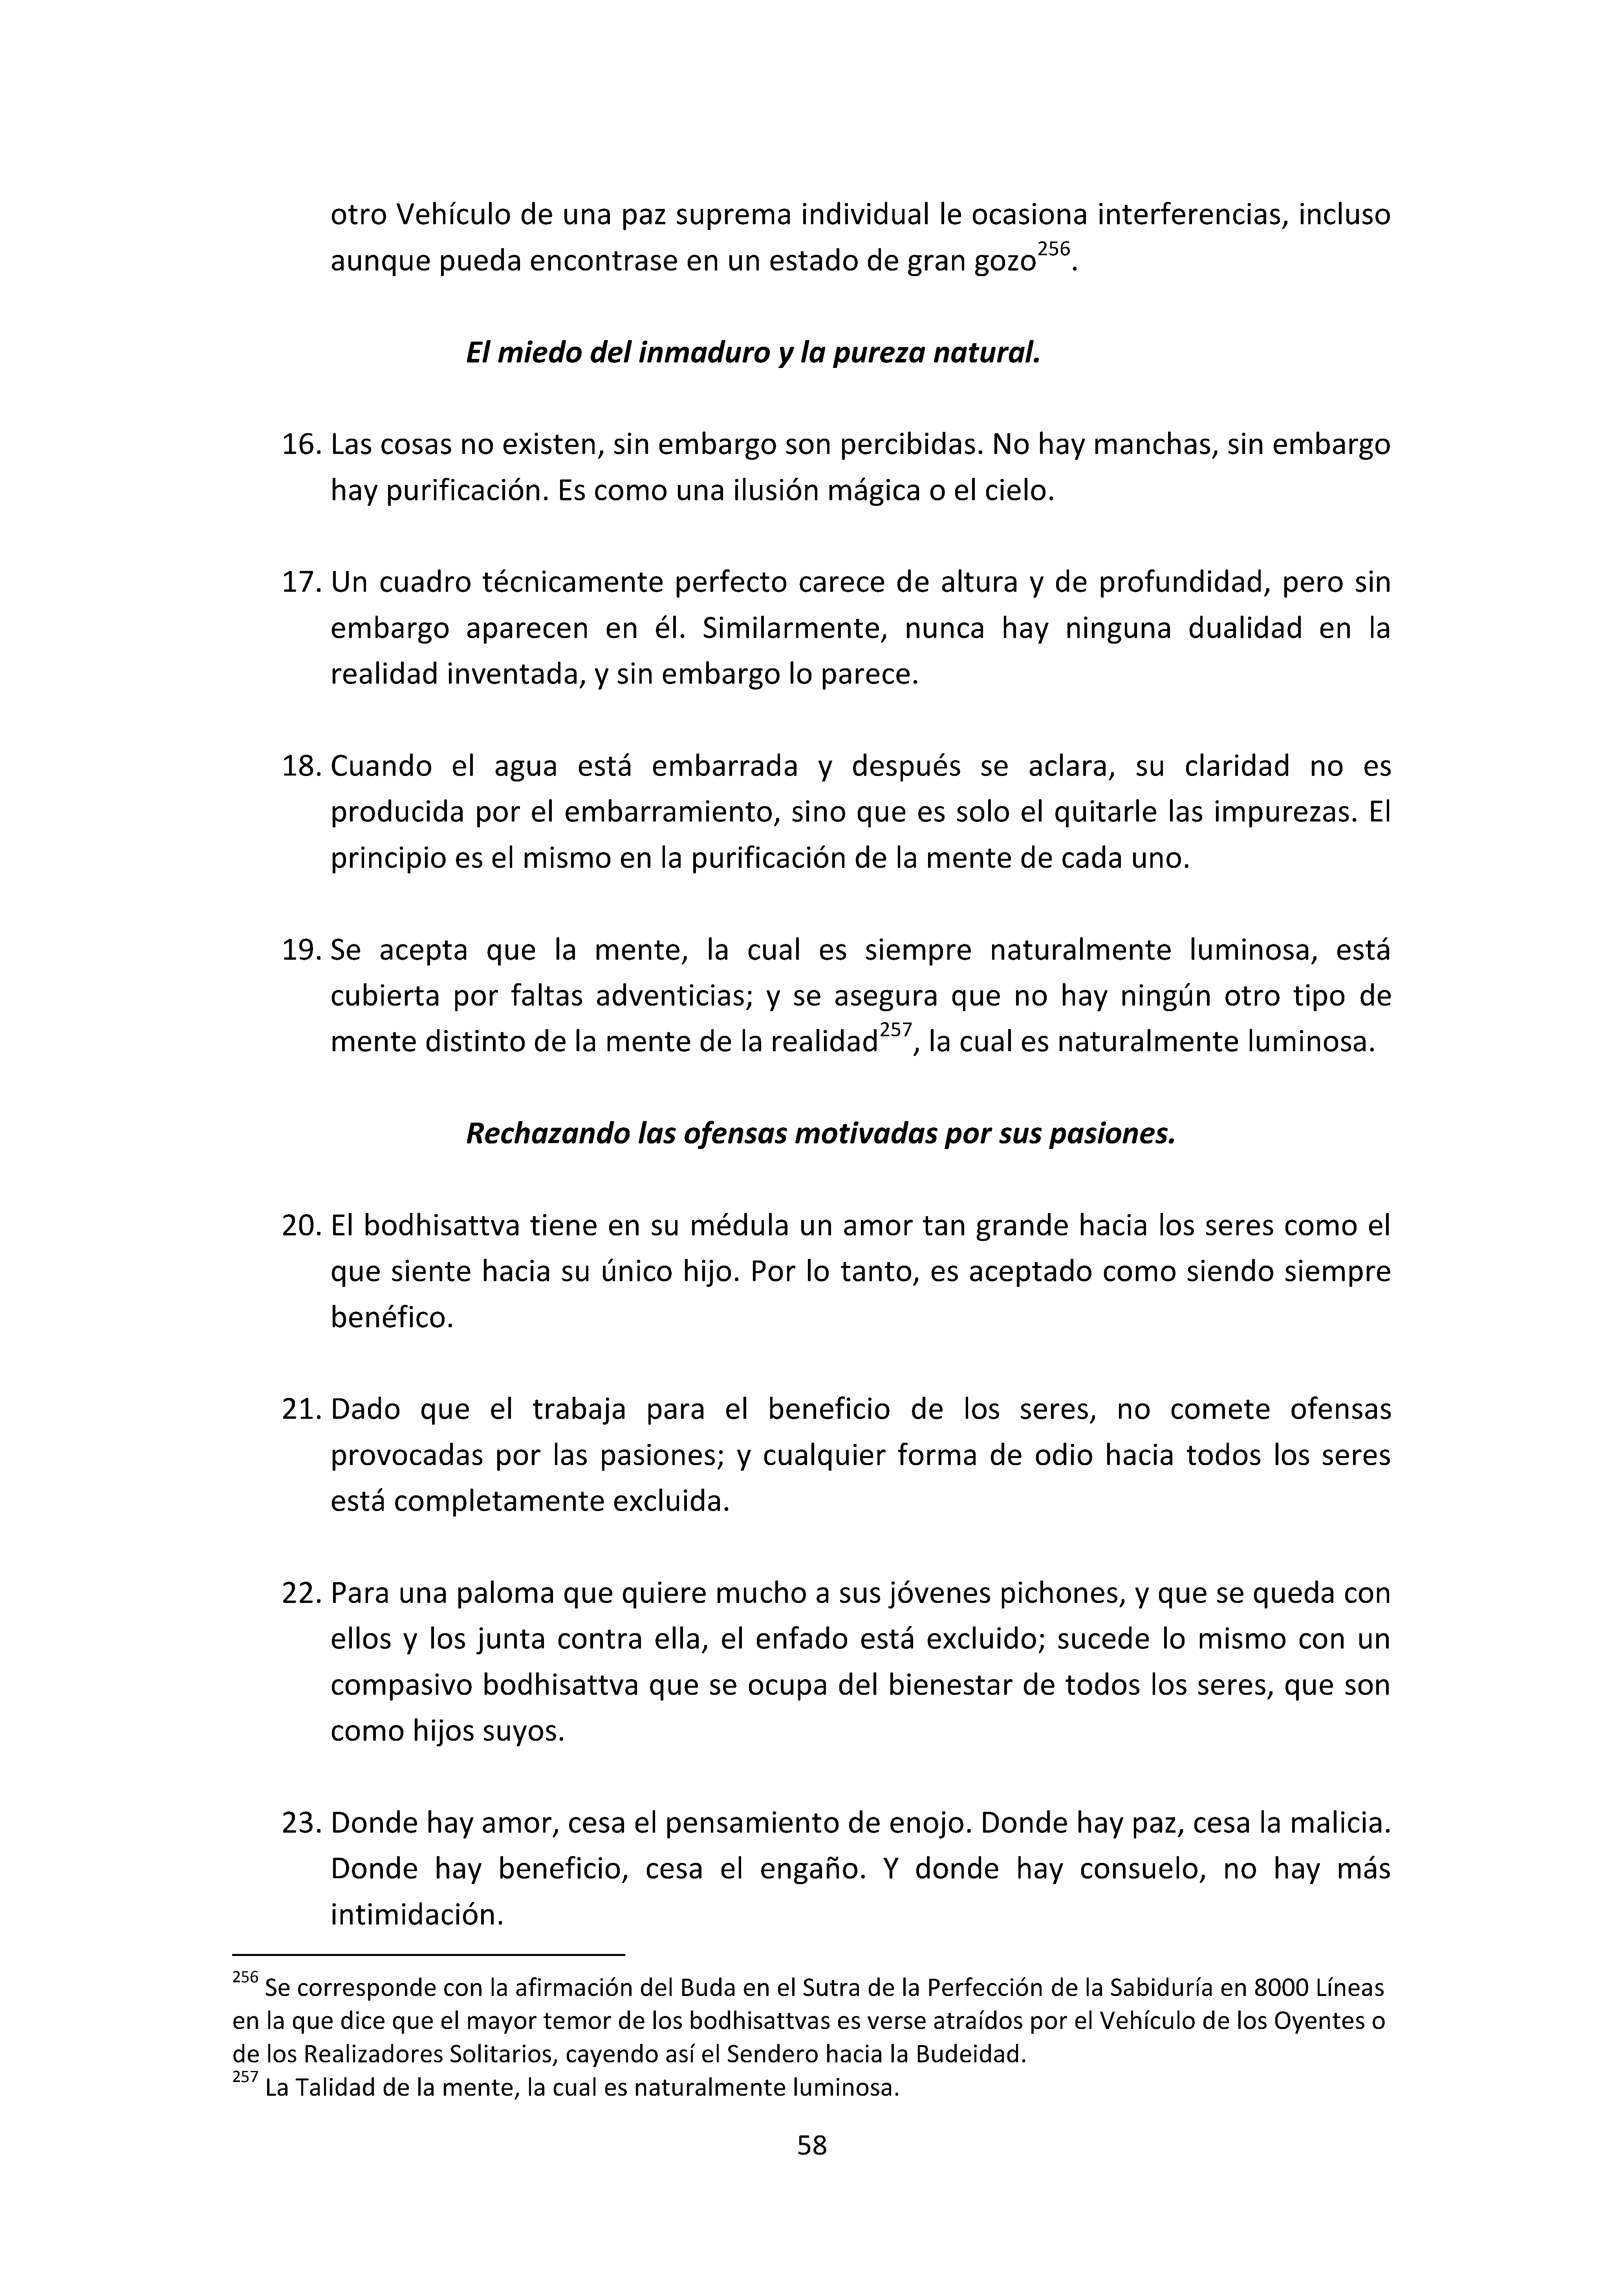 otro Vehículo de una paz suprema individual le ocasiona interferencias, incluso
aunque pueda encontrase en un estado de gran gozo256.
El miedo del inmaduro y la pureza natural.
16. Las cosas no existen, sin embargo son percibidas. No hay manchas, sin embargo
hay purificación. Es como una ilusión mágica o el cielo.
17. Un cuadro técnicamente perfecto carece de altura y de profundidad, pero sin
embargo aparecen en él. Similarmente, nunca hay ninguna dualidad en la
realidad inventada, y sin embargo lo parece.
18. Cuando el agua está embarrada y después se aclara, su claridad no es
producida por el embarramiento, sino que es solo el quitarle las impurezas. El
principio es el mismo en la purificación de la mente de cada uno.
19. Se acepta que la mente, la cual es siempre naturalmente luminosa, está
cubierta por faltas adventicias; y se asegura que no hay ningún otro tipo de
mente distinto de la mente de la realidad257, la cual es naturalmente luminosa.
Rechazando las ofensas motivadas por sus pasiones.
20. El bodhisattva tiene en su médula un amor tan grande hacia los seres como el
que siente hacia su único hijo. Por lo tanto, es aceptado como siendo siempre
benéfico.
21. Dado que el trabaja para el beneficio de los seres, no comete ofensas
provocadas por las pasiones; y cualquier forma de odio hacia todos los seres
está completamente excluida.
22. Para una paloma que quiere mucho a sus jóvenes pichones, y que se queda con
ellos y los junta contra ella, el enfado está excluido; sucede lo mismo con un
compasivo bodhisattva que se ocupa del bienestar de todos los seres, que son
como hijos suyos.
23. Donde hay amor, cesa el pensamiento de enojo. Donde hay paz, cesa la malicia.
Donde hay beneficio, cesa el engaño. Y donde hay consuelo, no hay más
intimidación.
256 Se corresponde con la afirmación del Buda en el Sutra de la Perfección de la Sabiduría en 8000 Líneas
en la que dice que el mayor temor de los bodhisattvas es verse atraídos por el Vehículo de los Oyentes o
de los Realizadores Solitarios, cayendo así el Sendero hacia la Budeidad.
257 La Talidad de la mente, la cual es naturalmente luminosa.
58